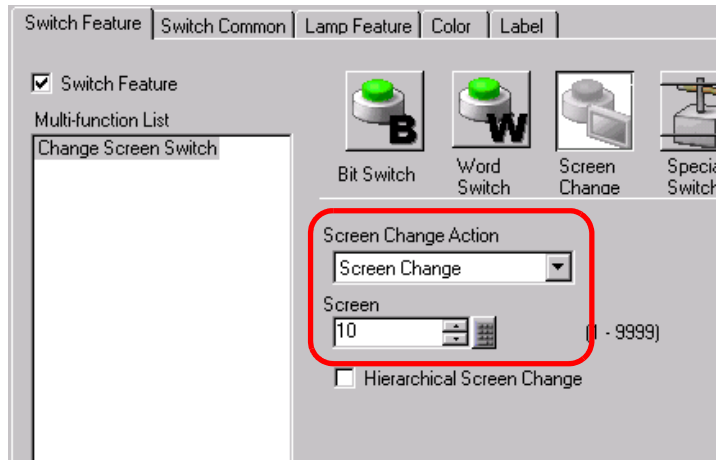 Switch Feature Switch Common Lamp Feature Color Label
Switch Feature
Multi-function List
Change Screen Switch
B W
Bit Switch Word Switch Screen Change Switch
Screen Change Action
Screen Change
Screen
10 - 9999)
Hierarchical Screen Change